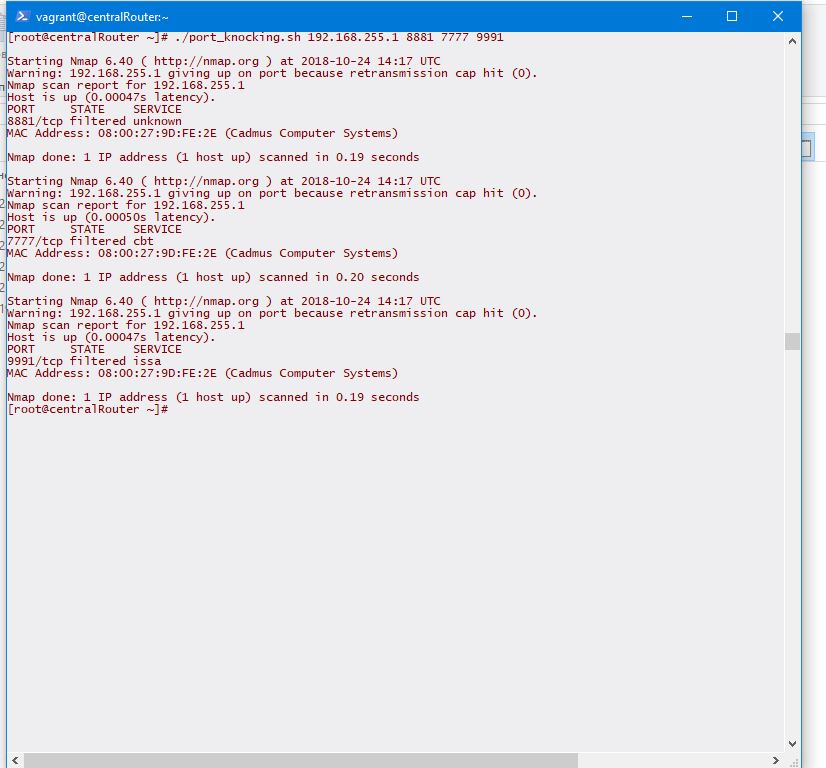 vagrant@centralRouter:~
[root@centralRouter ~]# ./port_knocking.sh 192.168.255.1 8881 7777 9991
Starting Nmap 6.40 ( http://nmap.org ) at 2018-10-24 14:17 UTC
Warning: 192.168.255.1 giving up on port because retransmission cap hit (0).
Nmap scan report for 192.168.255.1
Host is up (0.00047s latency).
PORT     STATE    SERVICE
8881/tcp filtered unknown
MAC Address: 08:00:27:9D:FE:2E (Cadmus Computer Systems)
Nmap done: 1 IP address (1 host up) scanned in 0.19 seconds
Starting Nmap 6.40 ( http://nmap.org ) at 2018-10-24 14:17 UTC
Warning: 192.168.255.1 giving up on port because retransmission cap hit (0).
Nmap scan report for 192.168.255.1
Host is up (0.00050s latency).
PORT     STATE    SERVICE
7777/tcp filtered cbt
MAC Address: 08:00:27:9D:FE:2E (Cadmus Computer Systems)
Nmap done: 1 IP address (1 host up) scanned in 0.20 seconds
Starting Nmap 6.40 ( http://nmap.org ) at 2018-10-24 14:17 UTC
Warning: 192.168.255.1 giving up on port because retransmission cap hit (0).
Nmap scan report for 192.168.255.1
Host is up (0.00047s latency).
PORT     STATE    SERVICE
9991/tcp filtered issa
MAC Address: 08:00:27:9D:FE:2E (Cadmus Computer Systems)
Nmap done: 1 IP address (1 host up) scanned in 0.19 seconds
[root@centralRouter ~]#